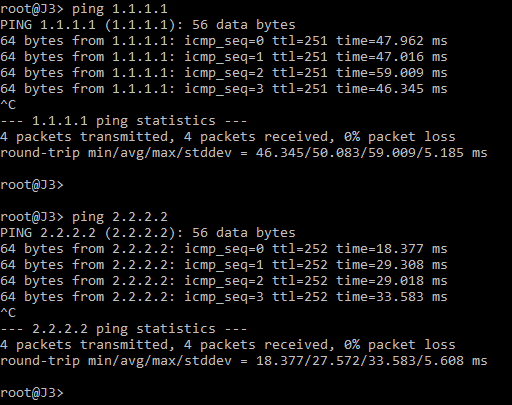 root@J3> ping 1.1.1.1
PING 1.1.1.1 (1.1.1.1): 56 data bytes
64 bytes from 1.1.1.1: icmp_seq=0 ttl=251 time=47.962 ms
64 bytes from 1.1.1.1: icmp_seq=1 ttl=251 time=47.016 ms
64 bytes from 1.1.1.1: icmp_seq=2 ttl=251 time=59.009 ms
64 bytes from 1.1.1.1: icmp_seq=3 ttl=251 time=46.345 ms
^C
--- 1.1.1.1 ping statistics ---
4 packets transmitted, 4 packets received, 0% packet loss
round-trip min/avg/max/stddev = 46.345/50.083/59.009/5.185 ms
root@J3>
root@J3> ping 2.2.2.2
PING 2.2.2.2 (2.2.2.2): 56 data bytes
64 bytes from 2.2.2.2: icmp_seq=0 ttl=252 time=18.377 ms
64 bytes from 2.2.2.2: icmp_seq=1 ttl=252 time=29.308 ms
64 bytes from 2.2.2.2: icmp_seq=2 ttl=252 time=29.018 ms
64 bytes from 2.2.2.2: icmp_seq=3 ttl=252 time=33.583 ms
^C
--- 2.2.2.2 ping statistics ---
4 packets transmitted, 4 packets received, 0% packet loss
round-trip min/avg/max/stddev = 18.377/27.572/33.583/5.608 ms
root@J3>